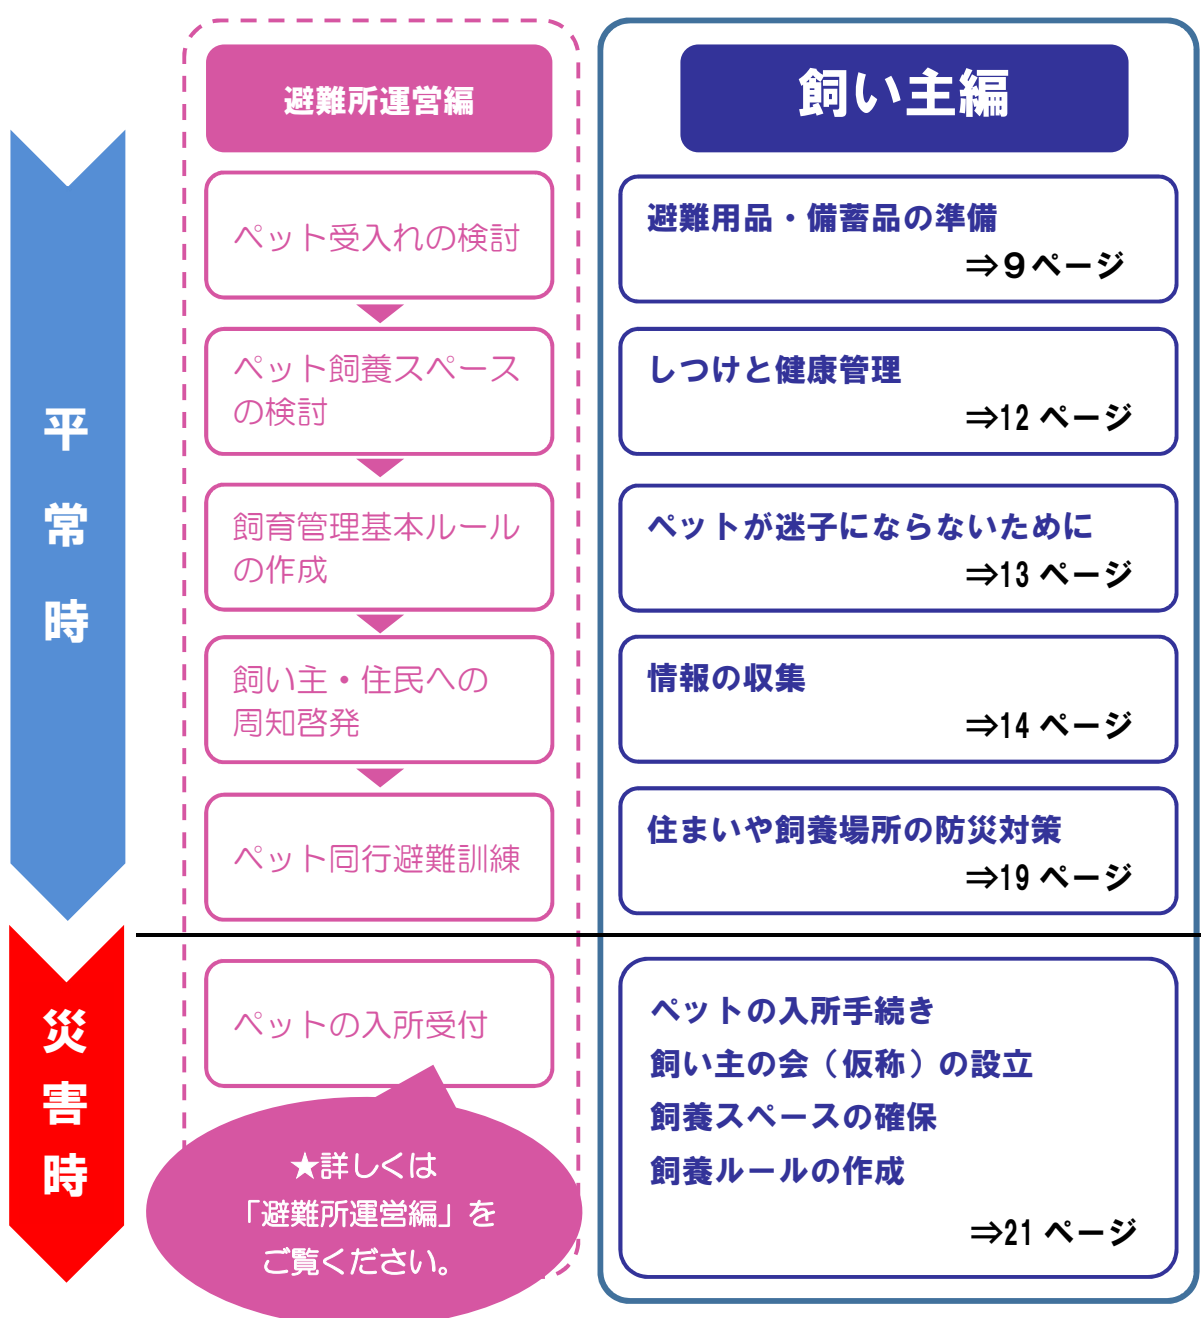 避難所運営編
飼い主編
平常時
ペット受入れの検討
ペット飼養スペース
の検討
飼育管理基本ルール
の作成
飼い主・住民への
周知啓発
ペット同行避難訓練
避難用品・備蓄品の準備
⇒9ページ
しつけと健康管理
⇒12 ページ
ペットが迷子にならないために
⇒13 ページ
情報の収集
⇒14 ページ
住まいや飼養場所の防災対策
⇒19 ページ
災害時
ペットの入所受付
★詳しくは
「避難所運営編」を
ご覧ください。
ペットの入所手続き
飼い主の会(仮称)の設立
飼養スペースの確保
飼養ルールの作成
⇒21 ページ